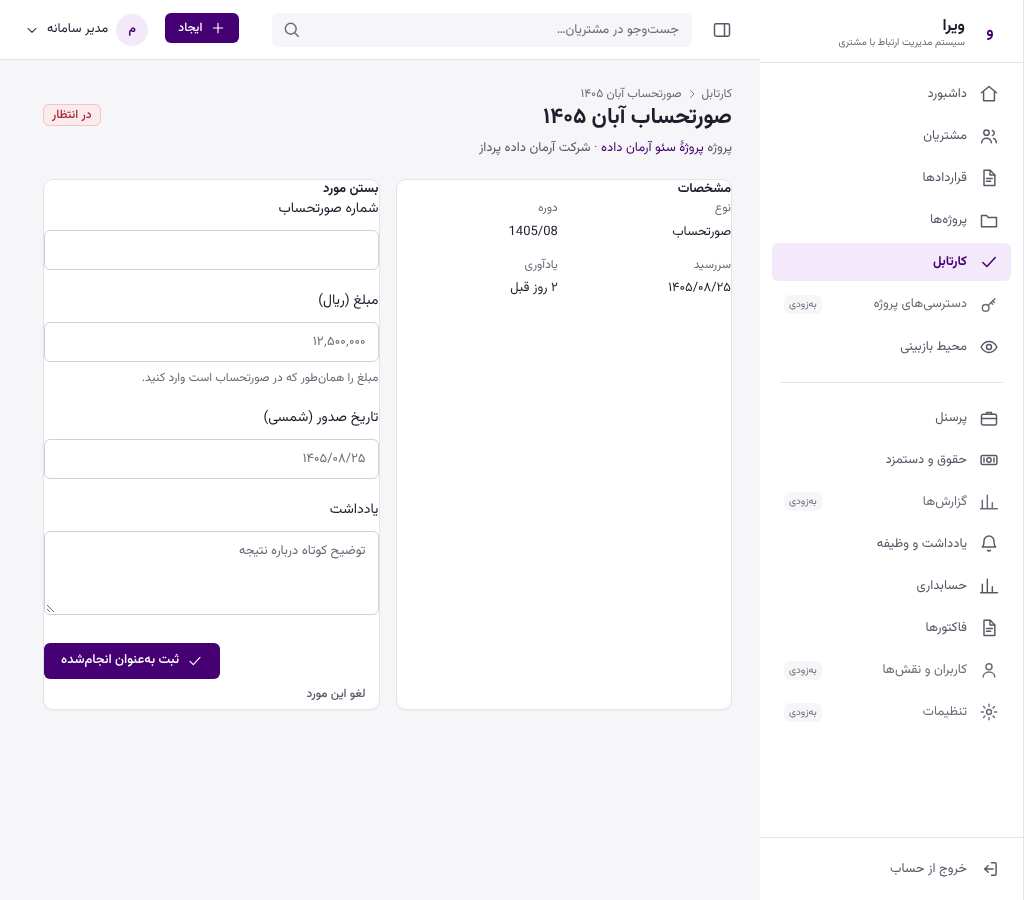 و
ویرا
سیستم مدیریت ارتباط با مشتری
داشبورد
مشتریان
قراردادها
پروژه‌ها
کارتابل
دسترسی‌های پروژه
به‌زودی
محیط بازبینی
پرسنل
حقوق و دستمزد
گزارش‌ها
به‌زودی
یادداشت و وظیفه
حسابداری
فاکتورها
کاربران و نقش‌ها
به‌زودی
تنظیمات
به‌زودی
خروج از حساب
جست‌وجو در مشتریان…
ایجاد
م
مدیر سامانه
کارتابل
صورتحساب آبان ۱۴۰۵
صورتحساب آبان ۱۴۰۵
در انتظار
پروژه پروژهٔ سئو آرمان داده · شرکت آرمان داده پرداز
مشخصات
نوع
صورتحساب
دوره
1405/08
سررسید
۱۴۰۵/۰۸/۲۵
یادآوری
۲ روز قبل
بستن مورد
شماره صورتحساب
مبلغ (ریال)
۱۲,۵۰۰,۰۰۰
مبلغ را همان‌طور که در صورتحساب است وارد کنید.
تاریخ صدور (شمسی)
۱۴۰۵/۰۸/۲۵
یادداشت
توضیح کوتاه درباره نتیجه
ثبت به‌عنوان انجام‌شده
لغو این مورد